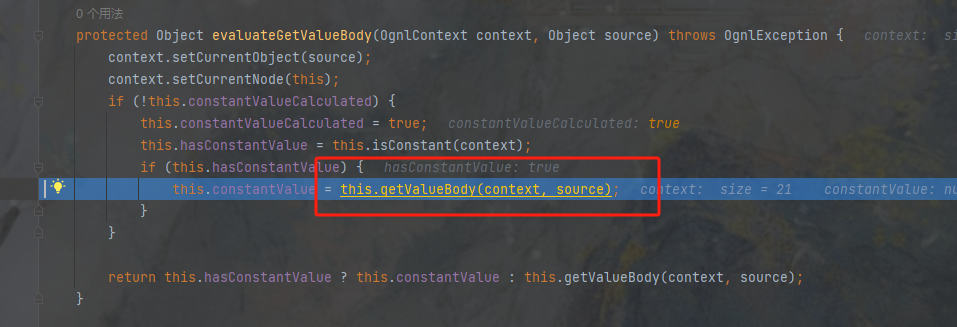 0 个用法
protected Object evaluateGetValueBody(OgnlContext context, Object source) throws OgnlException { context: si
context.setCurrentObject(source);
context.setCurrentNode(this);
if (!this.constantValueCalculated) {
this.constantValueCalculated = true; constantValueCalculated: true
this.hasConstantValue = this.isConstant(context);
if (this.hasConstantValue) { hasConstantValue: true
this.constantValue = this.getValueBody(context, source); context: size = 21 constantValue: nu
}
}
return this.hasConstantValue ? this.constantValue : this.getValueBody(context, source);
}